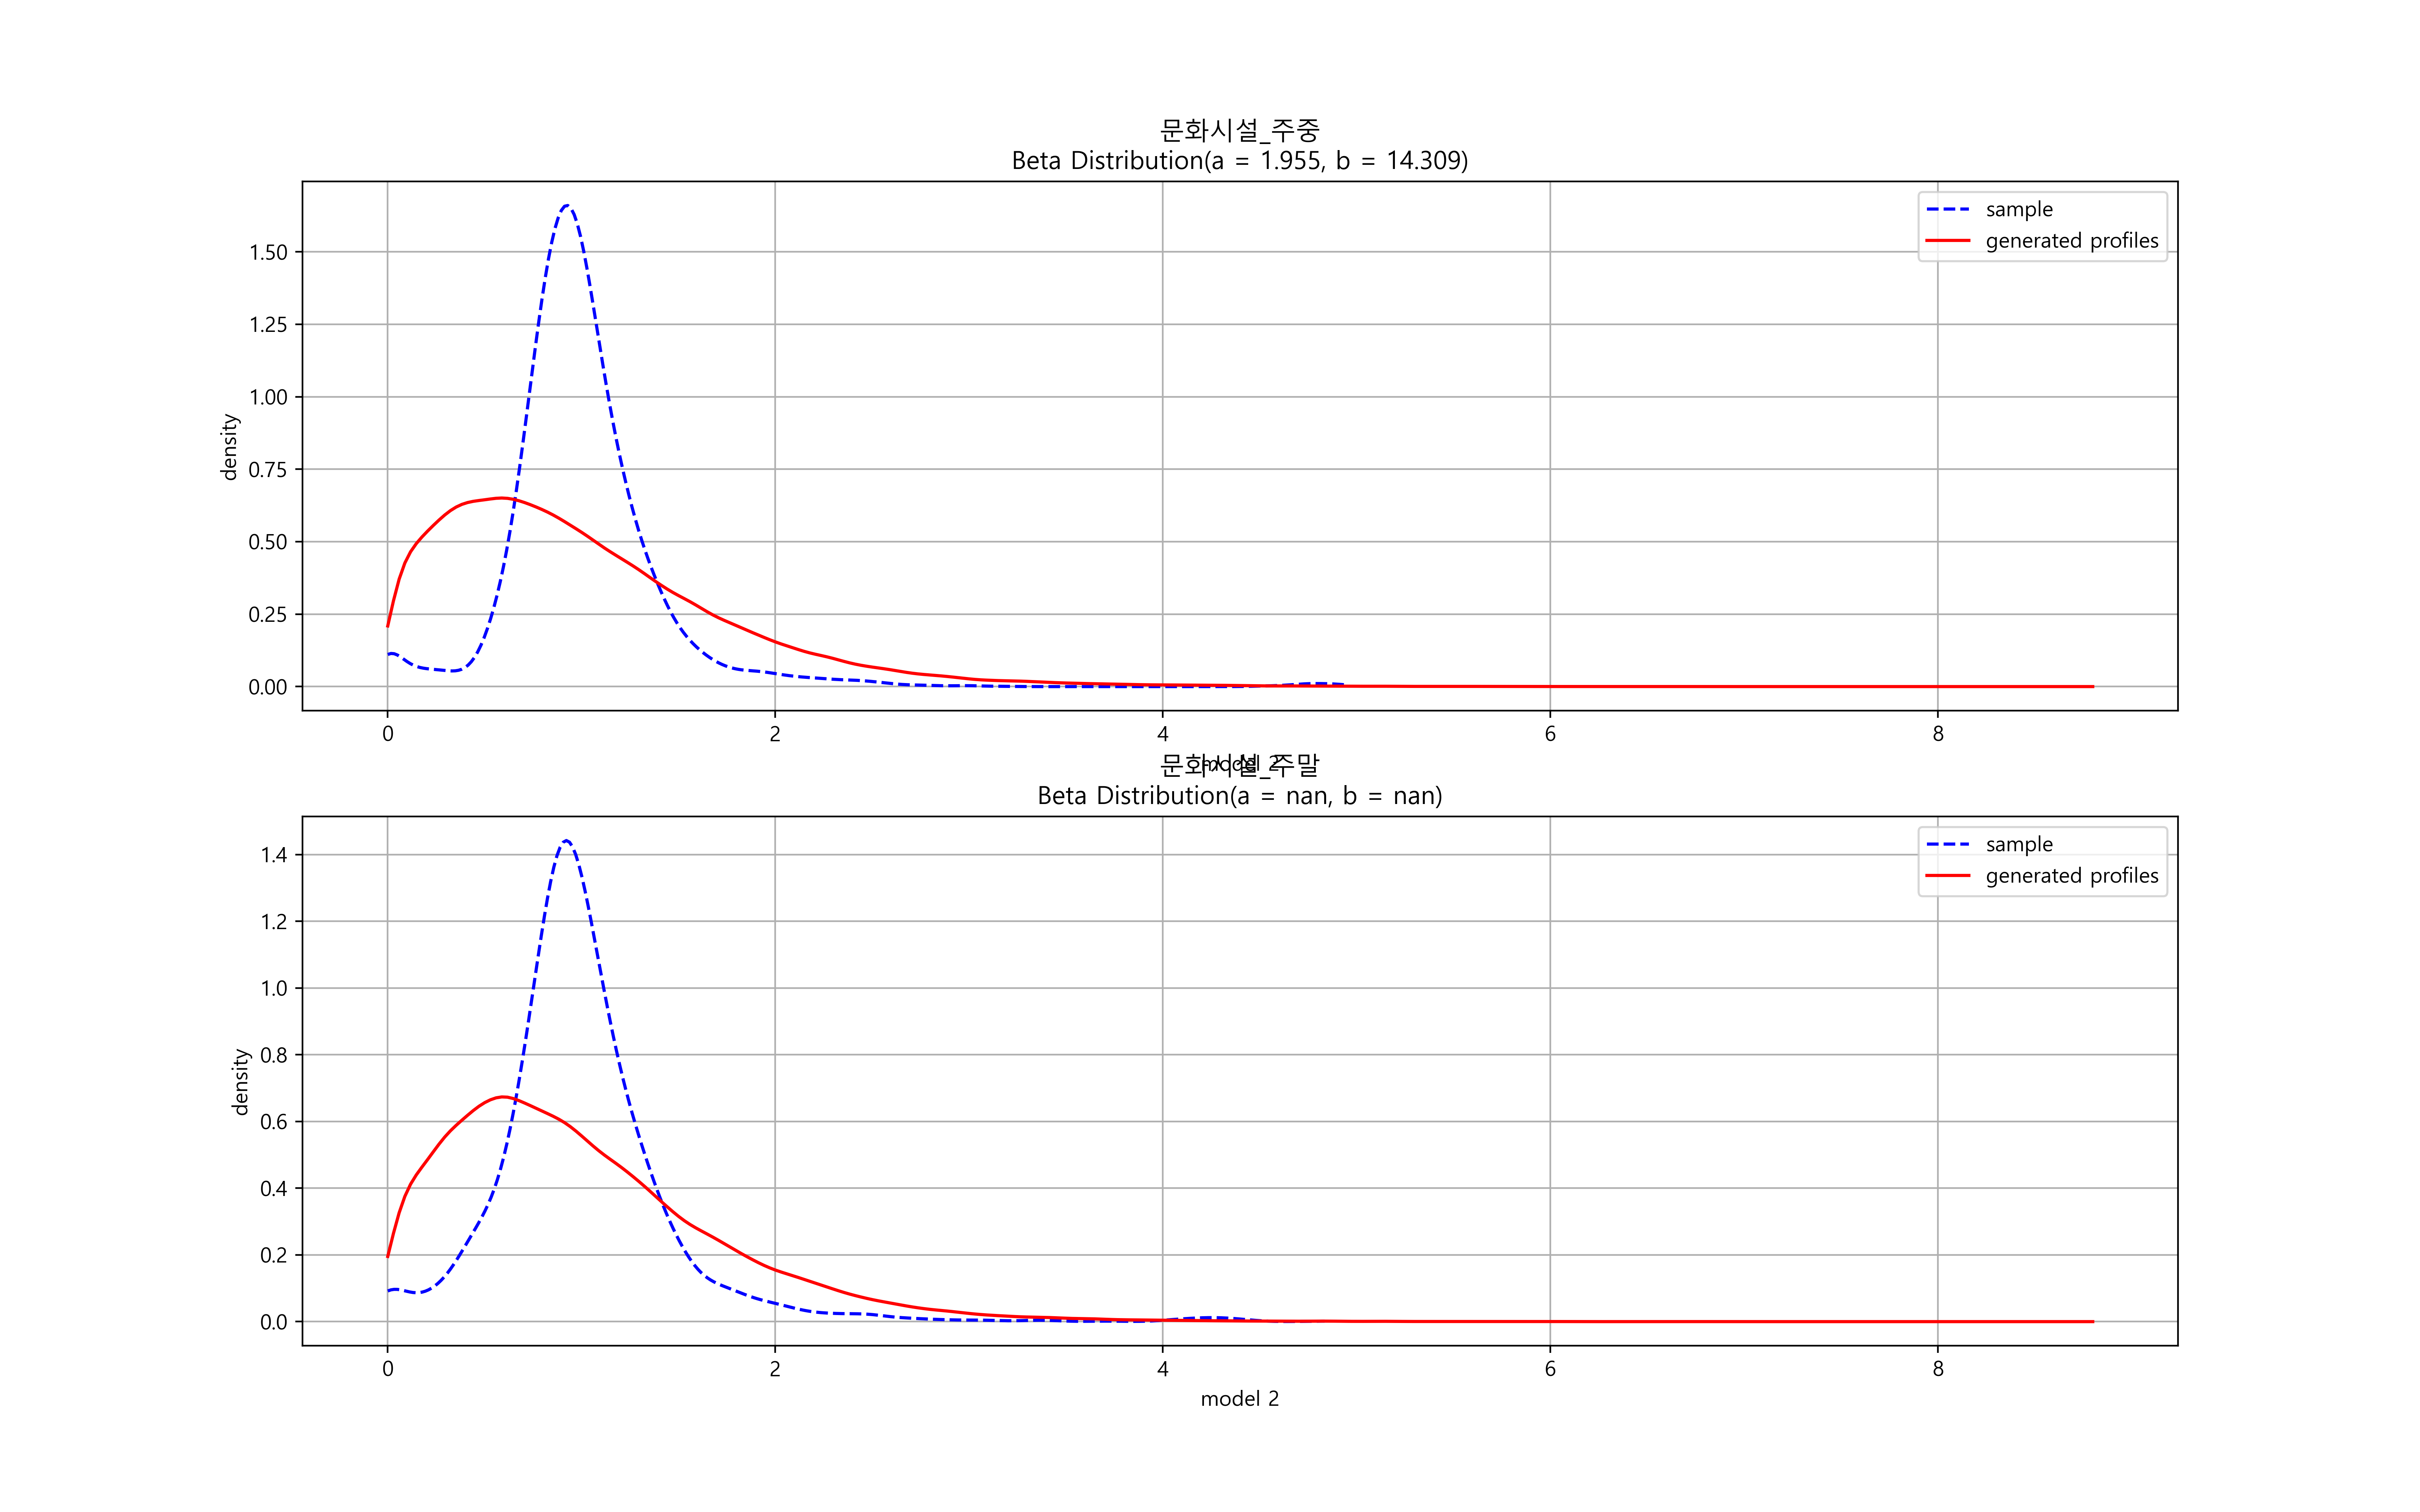 문화시설_주중
Beta Distribution(a = 1.955, b = 14.309)
sample
generated profiles
density
1.50
1.25
1.00
0.75
0.50
0.25
0.00
0 2 4 6 8
model 2
문화시설_주말
Beta Distribution(a = nan, b = nan)
sample
generated profiles
density
1.4
1.2
1.0
0.8
0.6
0.4
0.2
0.0
0 2 4 6 8
model 2